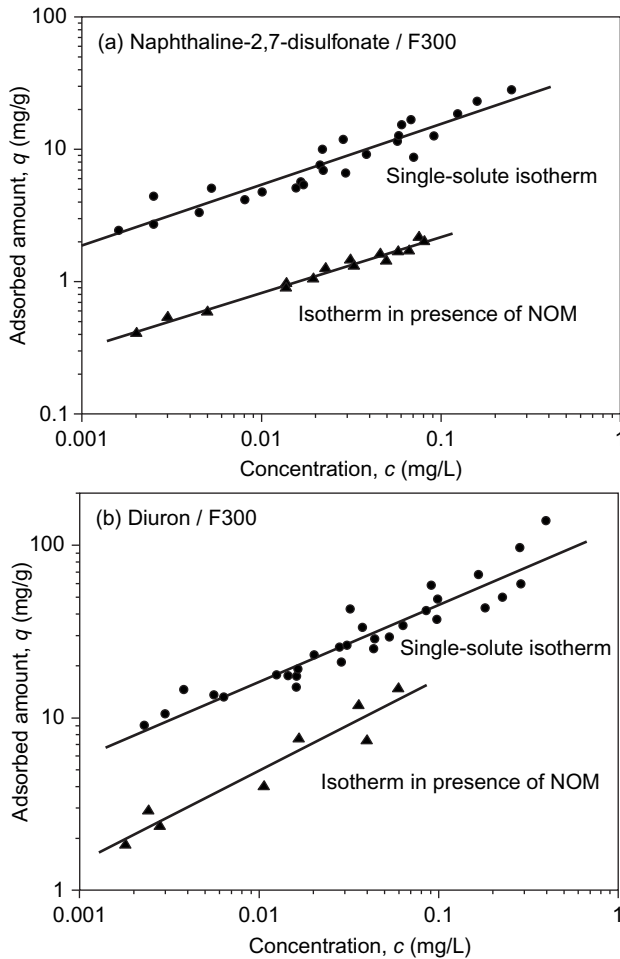 (a) Naphthaline-2,7-disulfonate / F300
100
10
1
0.1
Adsorbed amount, q (mg/g)
Single-solute isotherm
Isotherm in presence of NOM
0.001
0.01
0.1
1
Concentration, c (mg/L)
(b) Diuron / F300
100
10
1
Adsorbed amount, q (mg/g)
Single-solute isotherm
Isotherm in presence of NOM
0.001
0.01
0.1
1
Concentration, c (mg/L)